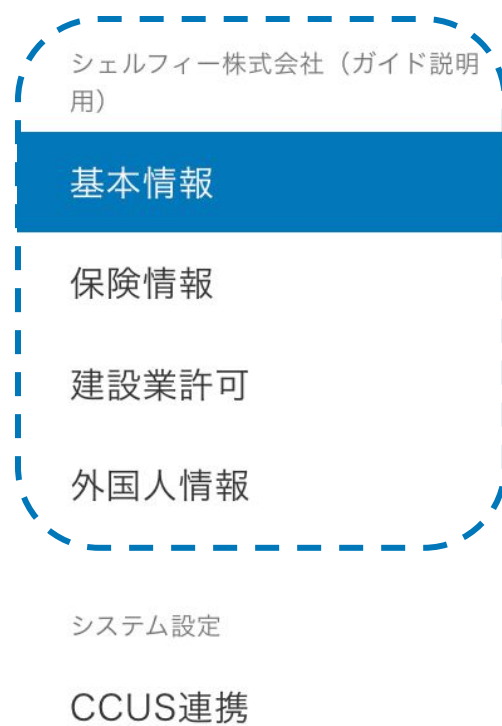 シェルフィー株式会社（ガイド説明
用）
基本情報
保険情報
建設業許可
外国人情報
システム設定
CCUS連携